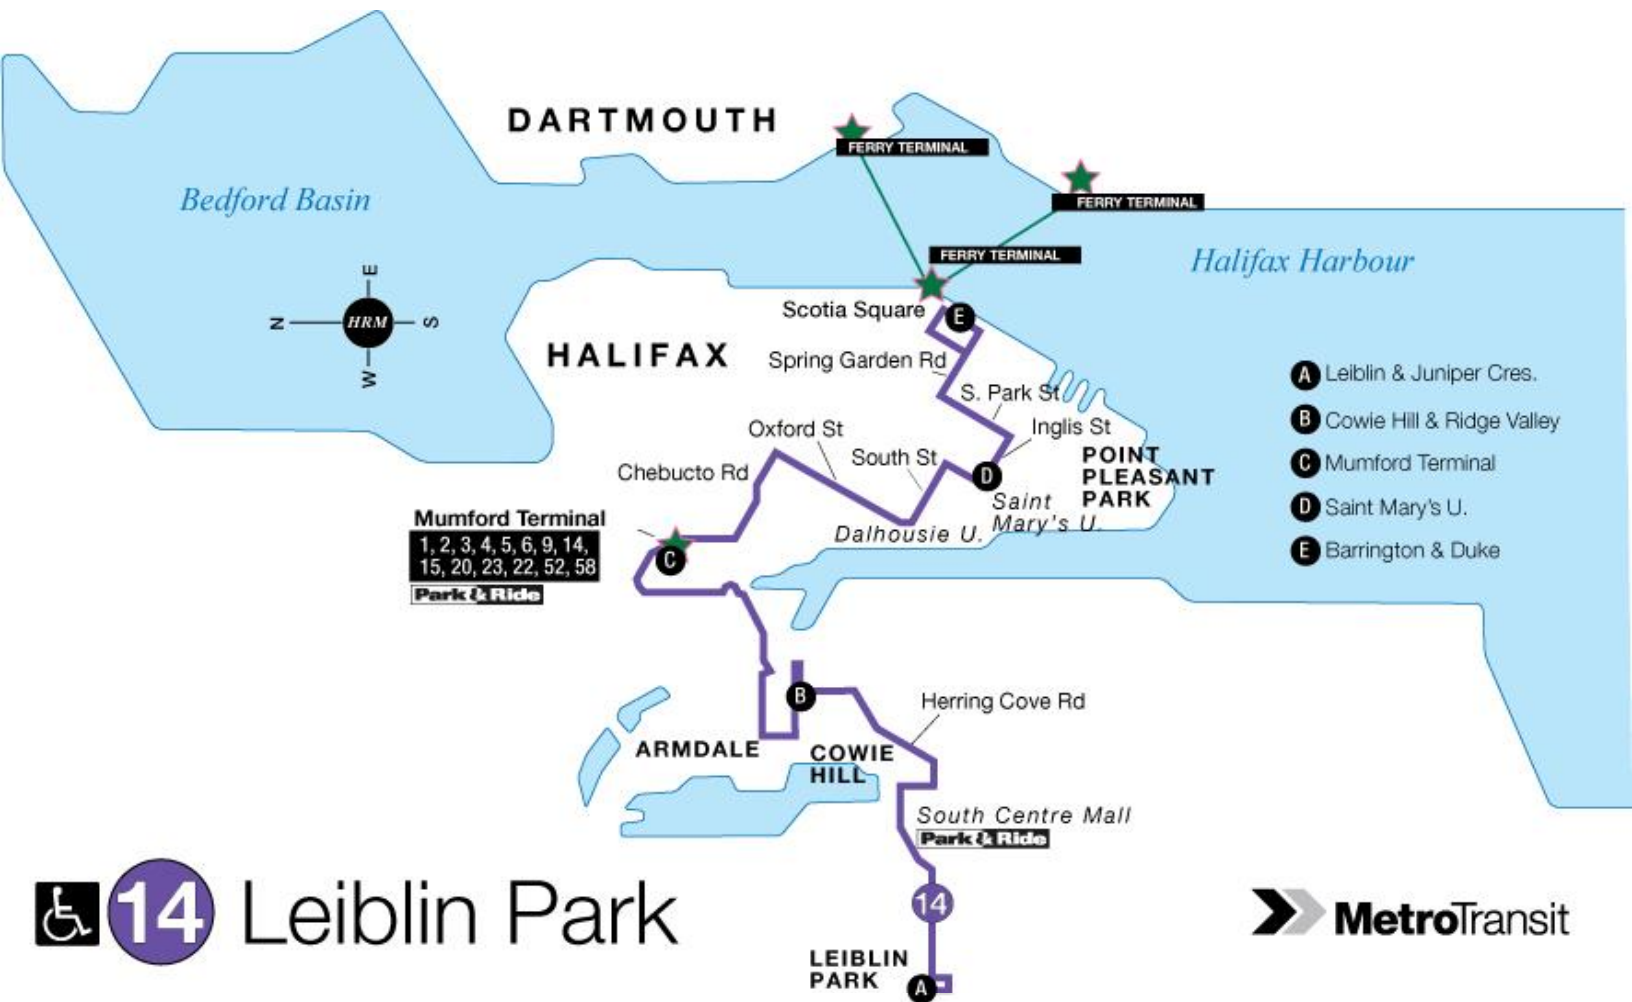 DARTMOUTH
FERRY TERMINAL
FERRY TERMINAL
FERRY TERMINAL
Bedford Basin
Halifax Harbour
E
N
HRM
S
W
HALIFAX
Scotia Square
E
Spring Garden Rd
S. Park St
Oxford St
Inglis St
South St
Chebucto Rd
D
POINT
PLEASANT
PARK
Saint
Mary's U.
Dalhousie U.
Mumford Terminal
1, 2, 3, 4, 5, 6, 9, 14,
15, 20, 23, 22, 52, 58
Park & Ride
C
A Leiblin & Juniper Cres.
B Cowie Hill & Ridge Valley
C Mumford Terminal
D Saint Mary's U.
E Barrington & Duke
B
Herring Cove Rd
ARMDALE
COWIE
HILL
South Centre Mall
Park & Ride
14
LEIBLIN
PARK
A
14 Leiblin Park
MetroTransit